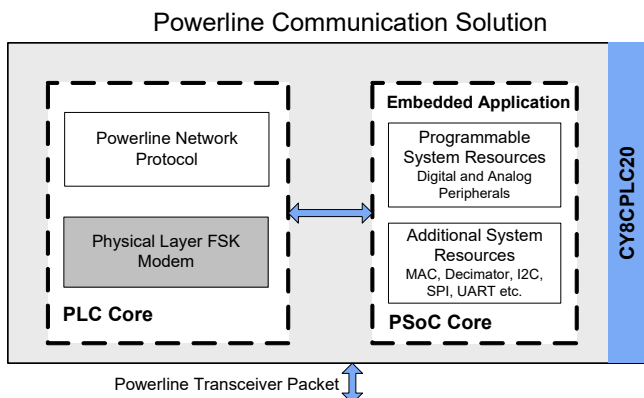 Powerline Communication Solution
Powerline Network
Protocol
Physical Layer FSK
Modem
PLC Core
Embedded Application
Programmable
System Resources
Digital and Analog
Peripherals
Additional System
Resources
MAC, Decimator, I2C,
SPI, UART etc.
PSoC Core
CY8CPLC20
Powerline Transceiver Packet